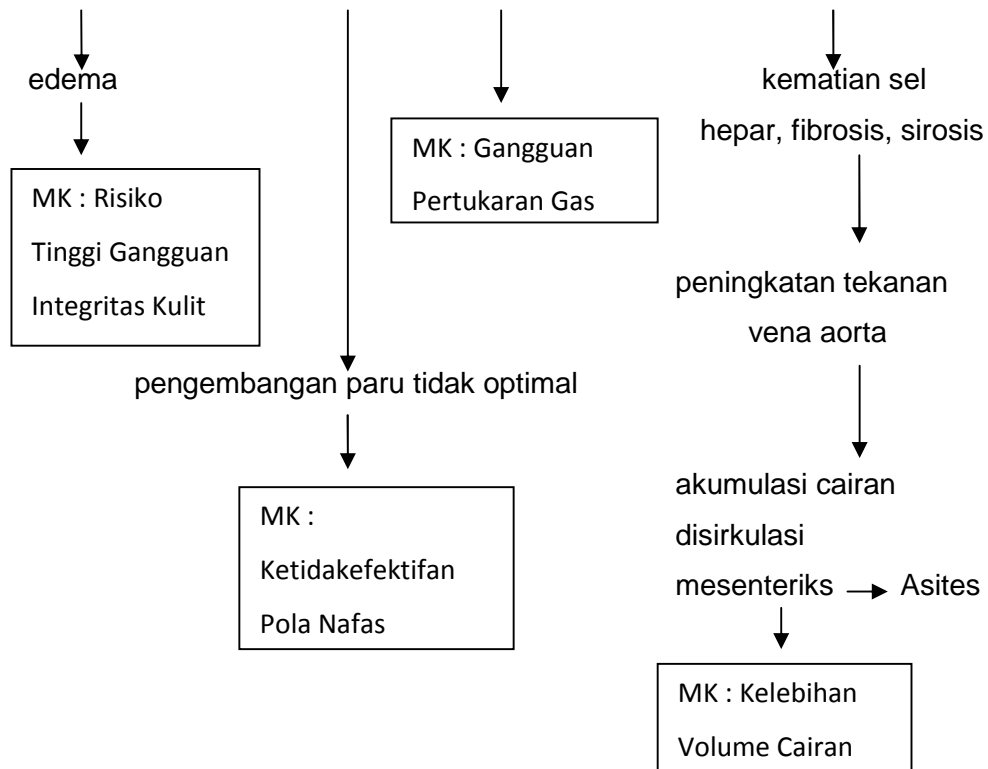 edema
MK : Risiko
Tinggi Gangguan
Integritas Kulit
pengembangan paru tidak optimal
MK :
Ketidakefektifan
Pola Nafas
MK : Gangguan
Pertukaran Gas
kematian sel
hepar, fibrosis, sirosis
peningkatan tekanan
vena aorta
akumulasi cairan
disirkulasi
mesenteriks Asites
MK : Kelebihan
Volume Cairan